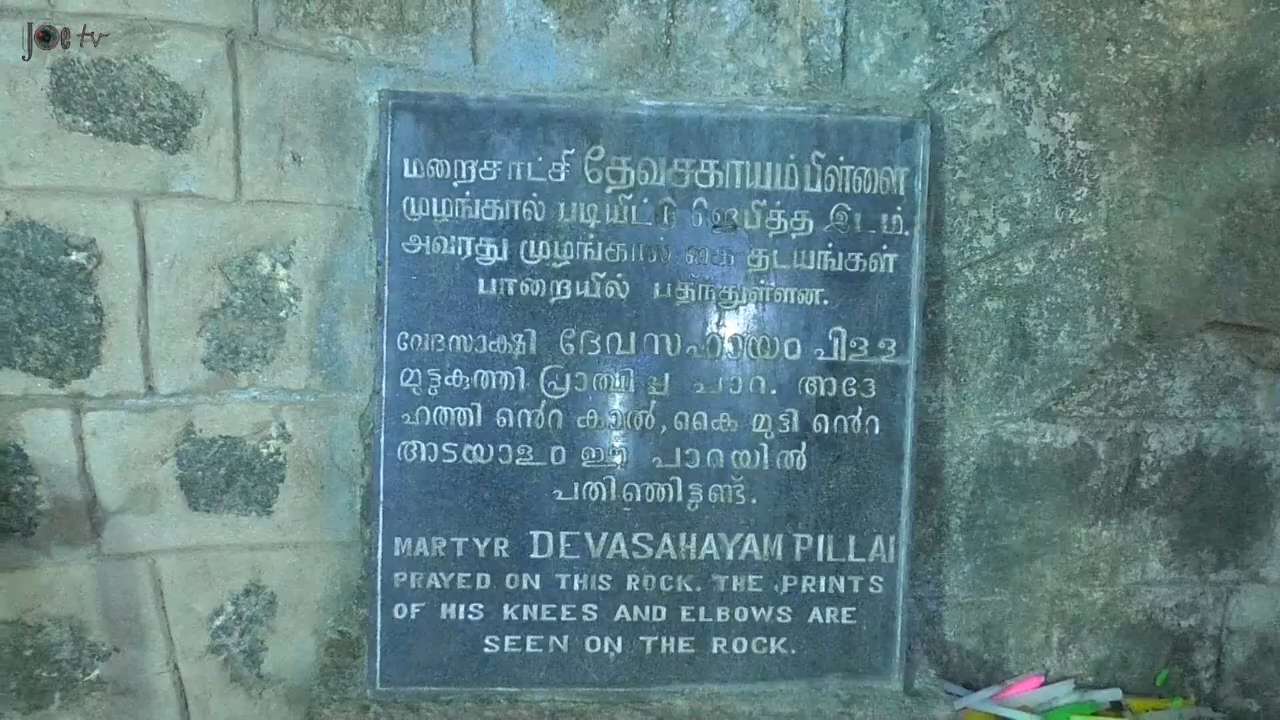 Joe tv
மறைசாட்சி தேவசகாயம்பிள்ளை
முழங்கால் படியிட்டு ஜெபித்த இடம்.
அவரது முழங்கால் கை தடயங்கள்
பாறையில் பதிந்துள்ளன.
വേദസാക്ഷി ദേവസഹായം പിള്ള
മുട്ടുകുത്തി പ്രാർത്ഥിച്ച പാറ. അദ്ദേ
ഹത്തി ൻെറ കാൽ, കൈ മുട്ടി ൻെറ
അടയാളം ഈ പാറയിൽ
പതിഞ്ഞിട്ടുണ്ട്.
MARTYR DEVASAHAYAM PILLAI
PRAYED ON THIS ROCK. THE PRINTS
OF HIS KNEES AND ELBOWS ARE
SEEN ON THE ROCK.